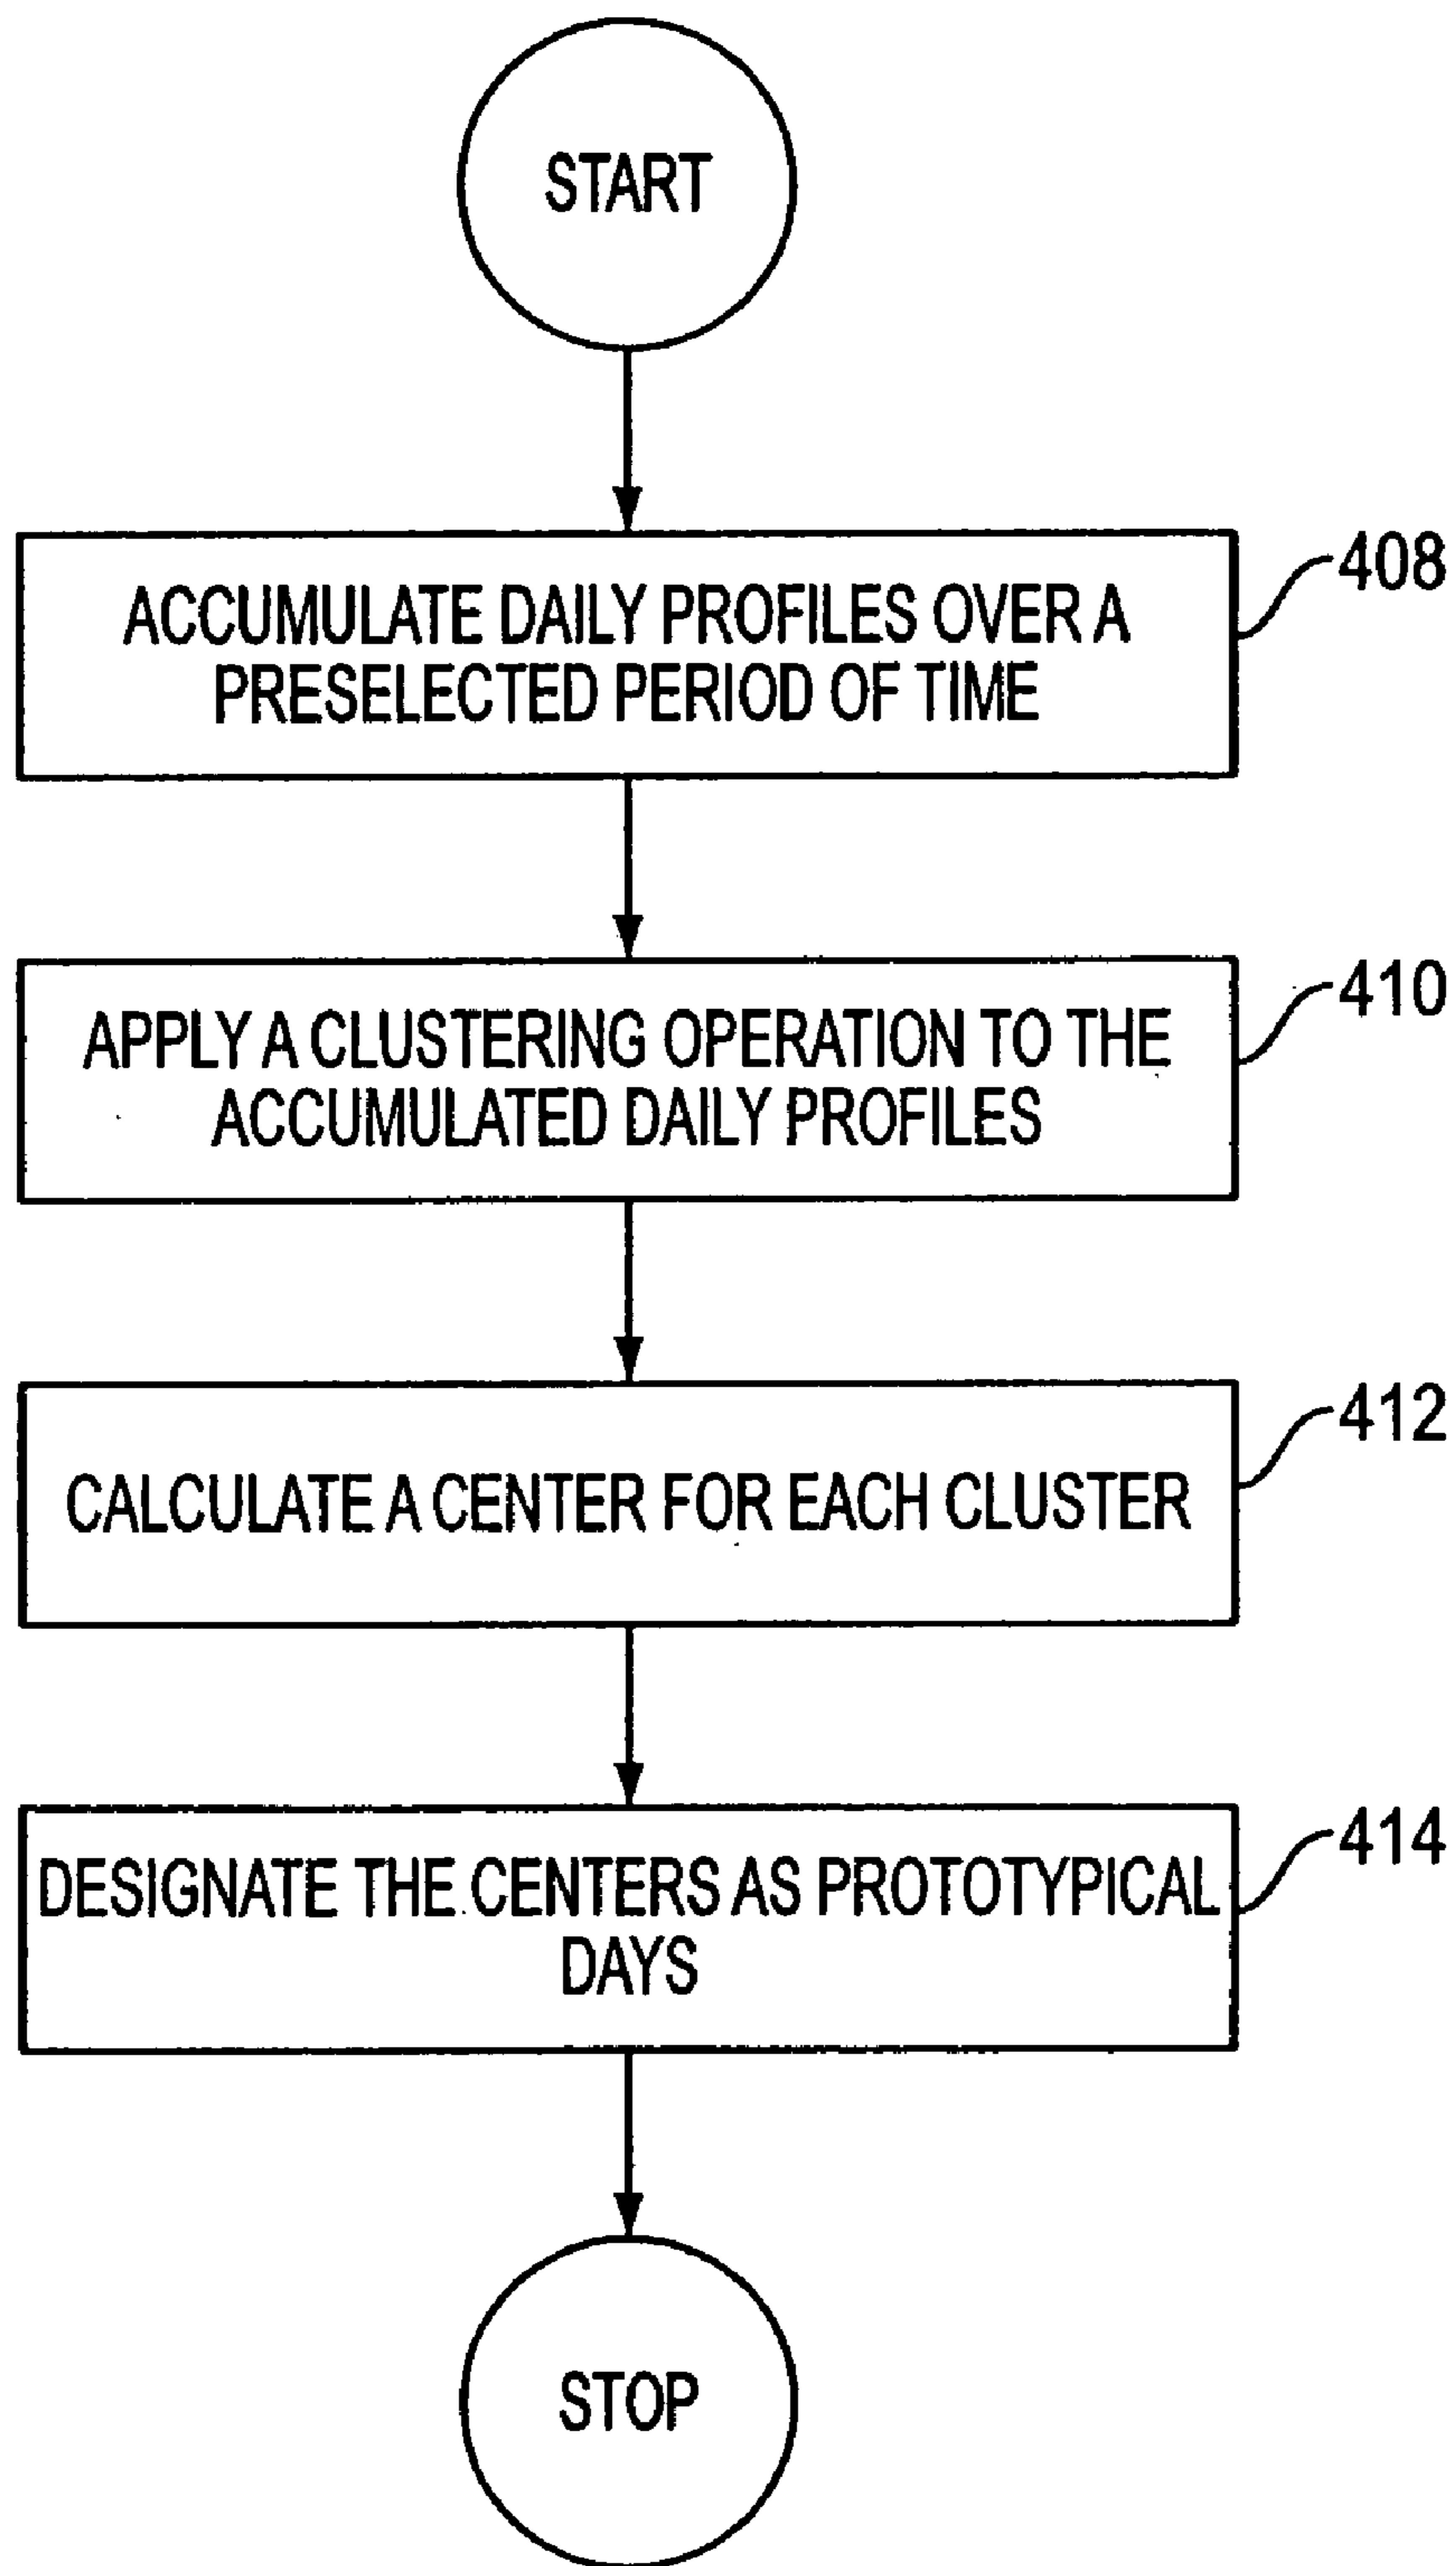 START
ACCUMULATE DAILY PROFILES OVER A
PRESELECTED PERIOD OF TIME
408
APPLY A CLUSTERING OPERATION TO THE
ACCUMULATED DAILY PROFILES
410
CALCULATE A CENTER FOR EACH CLUSTER
412
DESIGNATE THE CENTERS AS PROTOTYPICAL
DAYS
414
STOP